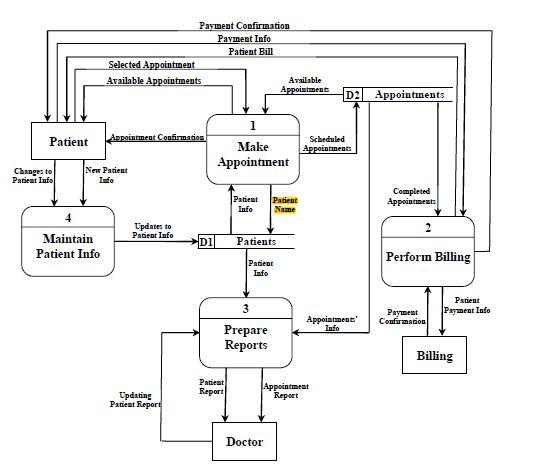 Payment Confirmation
Payment Info
Patient Bill
Selected Appointment
Available Appointments
Available
Appointments
D2 Appointments
1
Make
Appointment
Patient
Appointment Confirmation
Scheduled
Appointments
Changes to
Patient Info
New Patient
Info
Patient
Info
Patient
Name
Completed
Appointments
4
Maintain
Patient Info
Updates to
Patient Info
D1 Patients
2
Perform Billing
Patient
Info
3
Prepare
Reports
Appointments'
Info
Payment
Confirmation
Patient
Payment Info
Billing
Updating
Patient Report
Patient
Report
Appointment
Report
Doctor